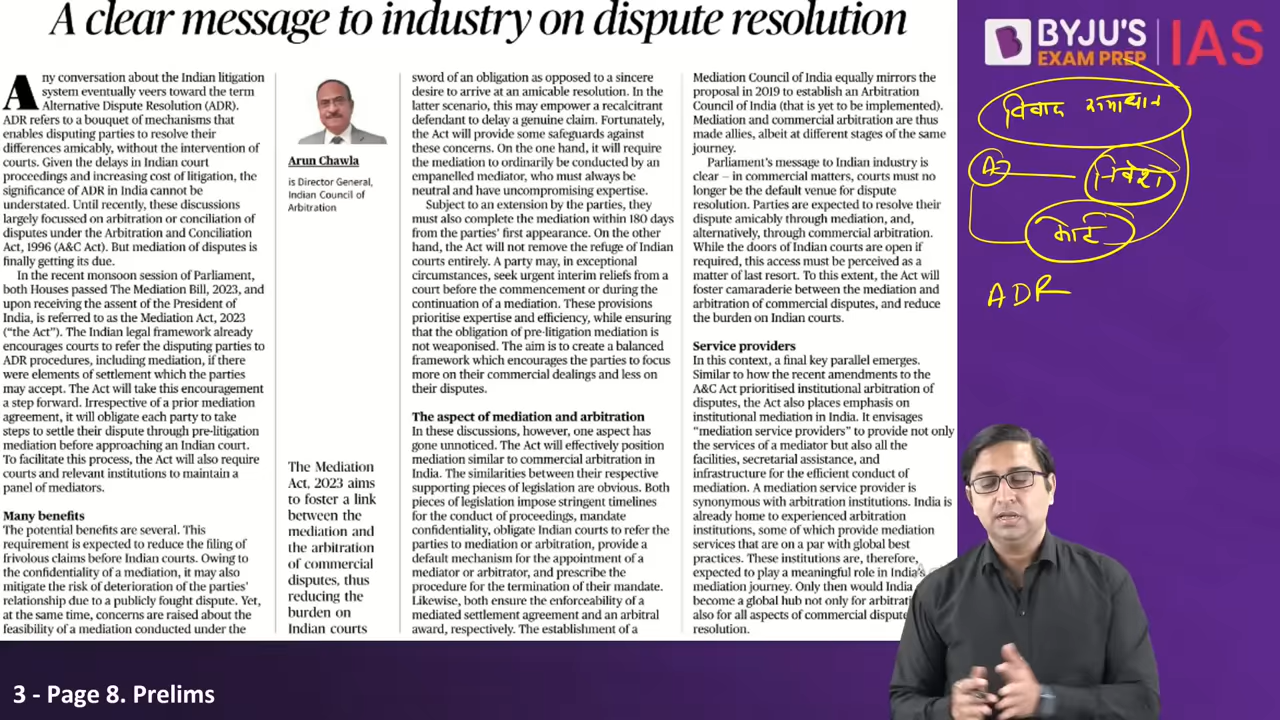 A clear message to industry on dispute resolution
Any conversation about the Indian litigation
system eventually veers toward the term
Alternative Dispute Resolution (ADR).
ADR refers to a bouquet of mechanisms that
enables disputing parties to resolve their
differences amicably, without the intervention of
courts. Given the delays in Indian court
proceedings and increasing cost of litigation, the
significance of ADR in India cannot be
understated. Until recently, these discussions
largely focussed on arbitration or conciliation of
disputes under the Arbitration and Conciliation
Act, 1996 (A&C Act). But mediation of disputes is
finally getting its due.
In the recent monsoon session of Parliament,
both Houses passed The Mediation Bill, 2023, and
upon receiving the assent of the President of
India, is referred to as the Mediation Act, 2023
(“the Act”). The Indian legal framework already
encourages courts to refer the disputing parties to
ADR procedures, including mediation, if there
were elements of settlement which the parties
may accept. The Act will take this encouragement
a step forward. Irrespective of a prior mediation
agreement, it will obligate each party to take
steps to settle their dispute through pre-litigation
mediation before approaching an Indian court.
To facilitate this process, the Act will also require
courts and relevant institutions to maintain a
panel of mediators.
Many benefits
The potential benefits are several. This
requirement is expected to reduce the filing of
frivolous claims before Indian courts. Owing to
the confidentiality of a mediation, it may also
mitigate the risk of deterioration of the parties’
relationship due to a publicly fought dispute. Yet,
at the same time, concerns are raised about the
feasibility of a mediation conducted under the
Arun Chawla
is Director General,
Indian Council of
Arbitration
The Mediation
Act, 2023 aims
to foster a link
between the
mediation and
the arbitration
of commercial
disputes, thus
reducing the
burden on
Indian courts
sword of an obligation as opposed to a sincere
desire to arrive at an amicable resolution. In the
latter scenario, this may empower a recalcitrant
defendant to delay a genuine claim. Fortunately,
the Act will provide some safeguards against
these concerns. On the one hand, it will require
the mediation to ordinarily be conducted by an
empanelled mediator, who must always be
neutral and have uncompromising expertise.
Subject to an extension by the parties, they
must also complete the mediation within 180 days
from the parties’ first appearance. On the other
hand, the Act will not remove the refuge of Indian
courts entirely. A party may, in exceptional
circumstances, seek urgent interim reliefs from a
court before the commencement or during the
continuation of a mediation. These provisions
prioritise expertise and efficiency, while ensuring
that the obligation of pre-litigation mediation is
not weaponised. The aim is to create a balanced
framework which encourages the parties to focus
more on their commercial dealings and less on
their disputes.
The aspect of mediation and arbitration
In these discussions, however, one aspect has
gone unnoticed. The Act will effectively position
mediation similar to commercial arbitration in
India. The similarities between their respective
supporting pieces of legislation are obvious. Both
pieces of legislation impose stringent timelines
for the conduct of proceedings, mandate
confidentiality, obligate Indian courts to refer the
parties to mediation or arbitration, provide a
default mechanism for the appointment of a
mediator or arbitrator, and prescribe the
procedure for the termination of their mandate.
Likewise, both ensure the enforceability of a
mediated settlement agreement and an arbitral
award, respectively. The establishment of a
Mediation Council of India equally mirrors the
proposal in 2019 to establish an Arbitration
Council of India (that is yet to be implemented).
Mediation and commercial arbitration are thus
made allies, albeit at different stages of the same
journey.
Parliament’s message to Indian industry is
clear — in commercial matters, courts must no
longer be the default venue for dispute
resolution. Parties are expected to resolve their
dispute amicably through mediation, and,
alternatively, through commercial arbitration.
While the doors of Indian courts are open if
required, this access must be perceived as a
matter of last resort. To this extent, the Act will
foster camaraderie between the mediation and
arbitration of commercial disputes, and reduce
the burden on Indian courts.
Service providers
In this context, a final key parallel emerges.
Similar to how the recent amendments to the
A&C Act prioritised institutional arbitration of
disputes, the Act also places emphasis on
institutional mediation in India. It envisages
“mediation service providers” to provide not only
the services of a mediator but also all the
facilities, secretarial assistance, and
infrastructure for the efficient conduct of
mediation. A mediation service provider is
synonymous with arbitration institutions. India is
already home to experienced arbitration
institutions, some of which provide mediation
services that are on a par with global best
practices. These institutions are, therefore,
expected to play a meaningful role in India's
mediation journey. Only then would India
become a global hub not only for
also for all aspects of commercial
resolution.
BYJU'S
EXAM PREP
IAS
विवाद समाधान
निवेश
कोर्ट
ADR
3 - Page 8. Prelims